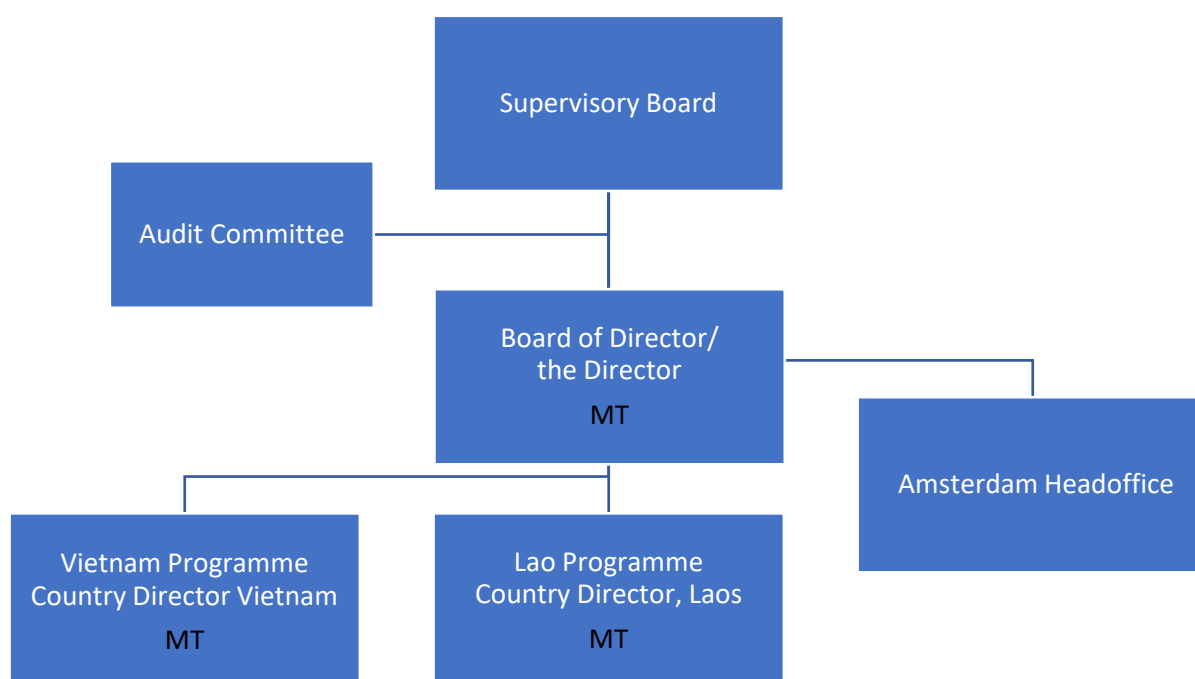 Supervisory Board
Audit Committee
Board of Director/
the Director
MT
Amsterdam Headoffice
Vietnam Programme
Country Director Vietnam
MT
Lao Programme
Country Director, Laos
MT